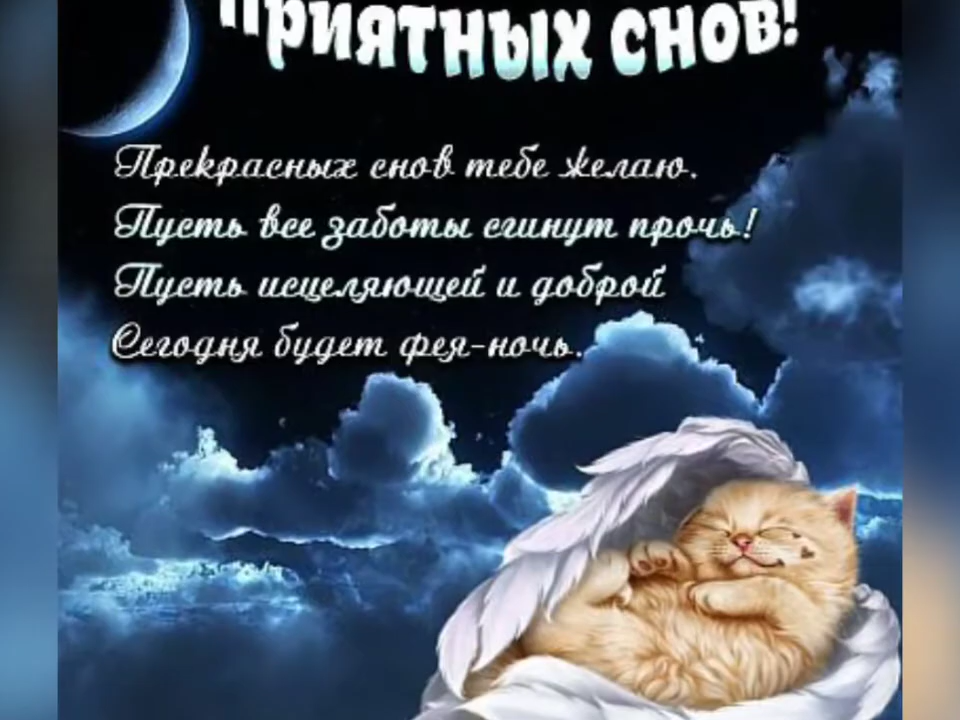 Приятных снов!
Прекрасных снов тебе желаю.
Пусть все заботы сгинут прочь!
Пусть исцеляющей и доброй
Сегодня будет фея-ночь.